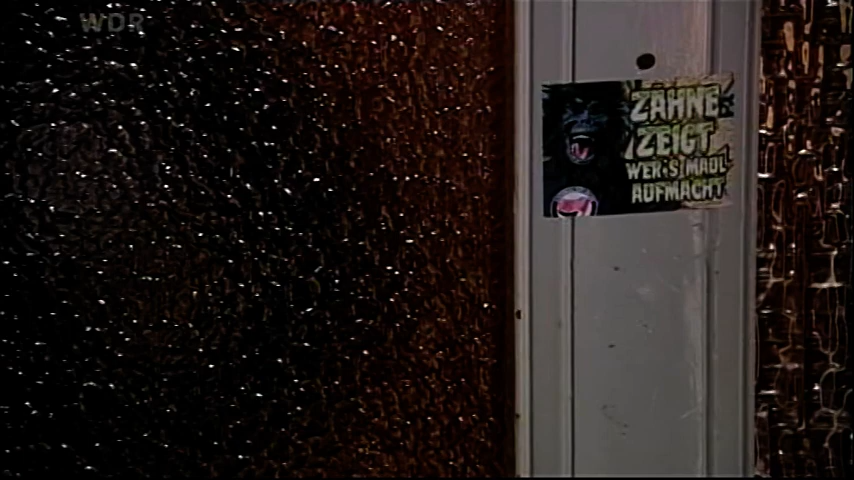 WDR
ZÄHNE
ZEIGT
WER'S MAUL
AUFMACHT